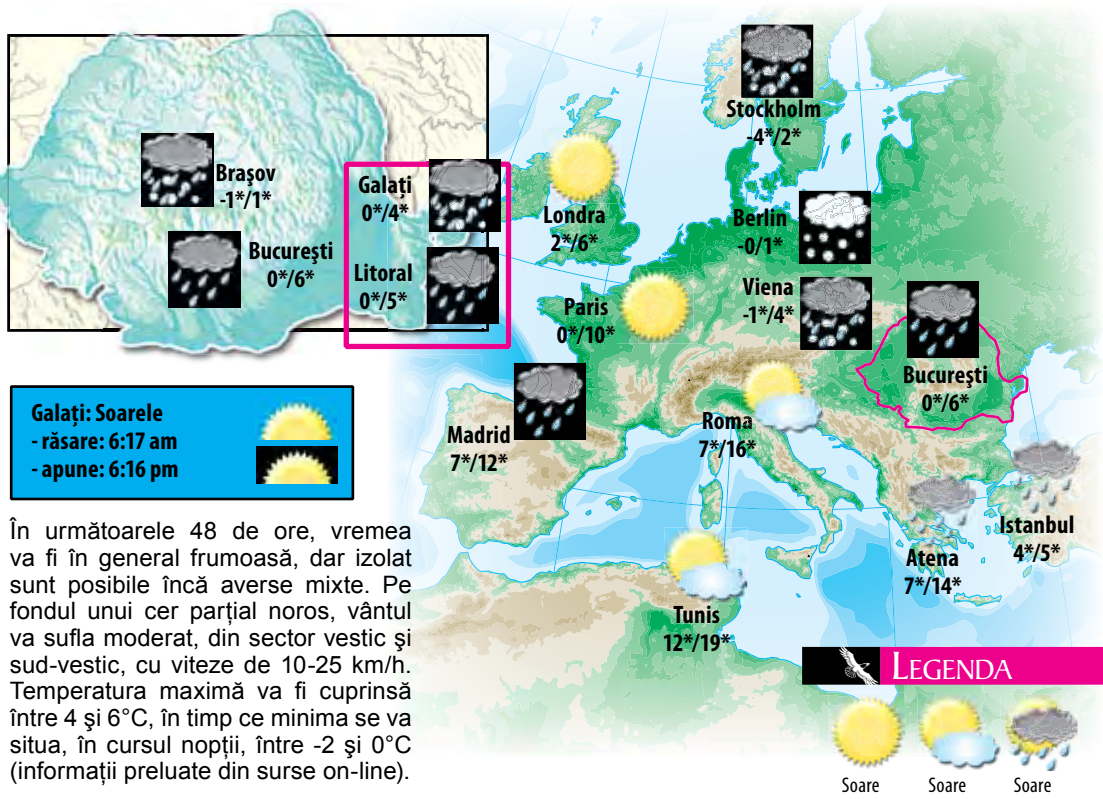 Braşov
-1*/1*
Bucureşti
0*/6*
Galaţi
0*/4*
Litoral
0*/5*
Stockholm
-4*/2*
Londra
2*/6*
Berlin
-0/1*
Paris
0*/10*
Viena
-1*/4*
Bucureşti
0*/6*
Madrid
7*/12*
Roma
7*/16*
Istanbul
4*/5*
Atena
7*/14*
Tunis
12*/19*
Galaţi: Soarele
- răsare: 6:17 am
- apune: 6:16 pm
În următoarele 48 de ore, vremea
va fi în general frumoasă, dar izolat
sunt posibile încă averse mixte. Pe
fondul unui cer parţial noros, vântul
va sufla moderat, din sector vestic şi
sud-vestic, cu viteze de 10-25 km/h.
Temperatura maximă va fi cuprinsă
între 4 şi 6°C, în timp ce minima se va
situa, în cursul nopţii, între -2 şi 0°C
(informaţii preluate din surse on-line).
LEGENDA
Soare
Soare
Soare